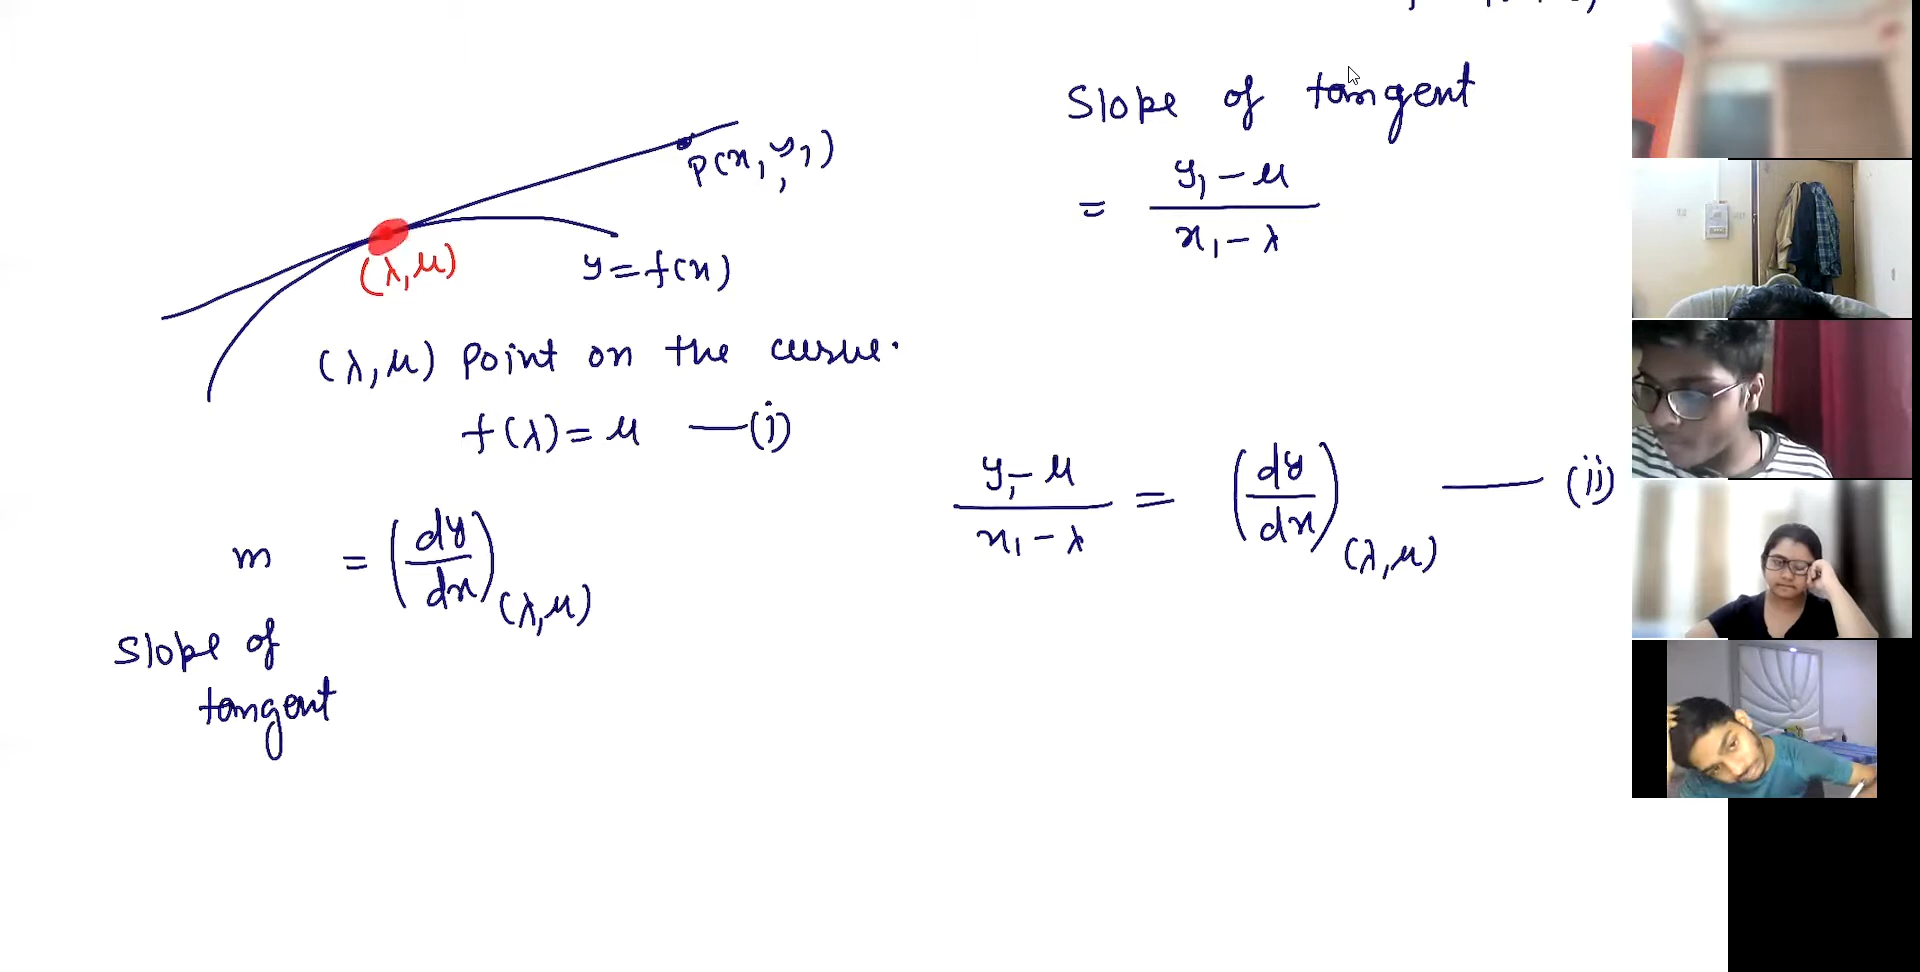 P(x₁, y₁)
(λ, μ)
y = f(x)
(λ, μ) Point on the curve.
f(λ) = μ —(i)
m = (dy/dx)(λ, μ)
Slope of
tangent
Slope of tangent
= (y₁ - μ)/(x₁ - λ)
(y₁ - μ)/(x₁ - λ) = (dy/dx)(λ, μ) —(ii)